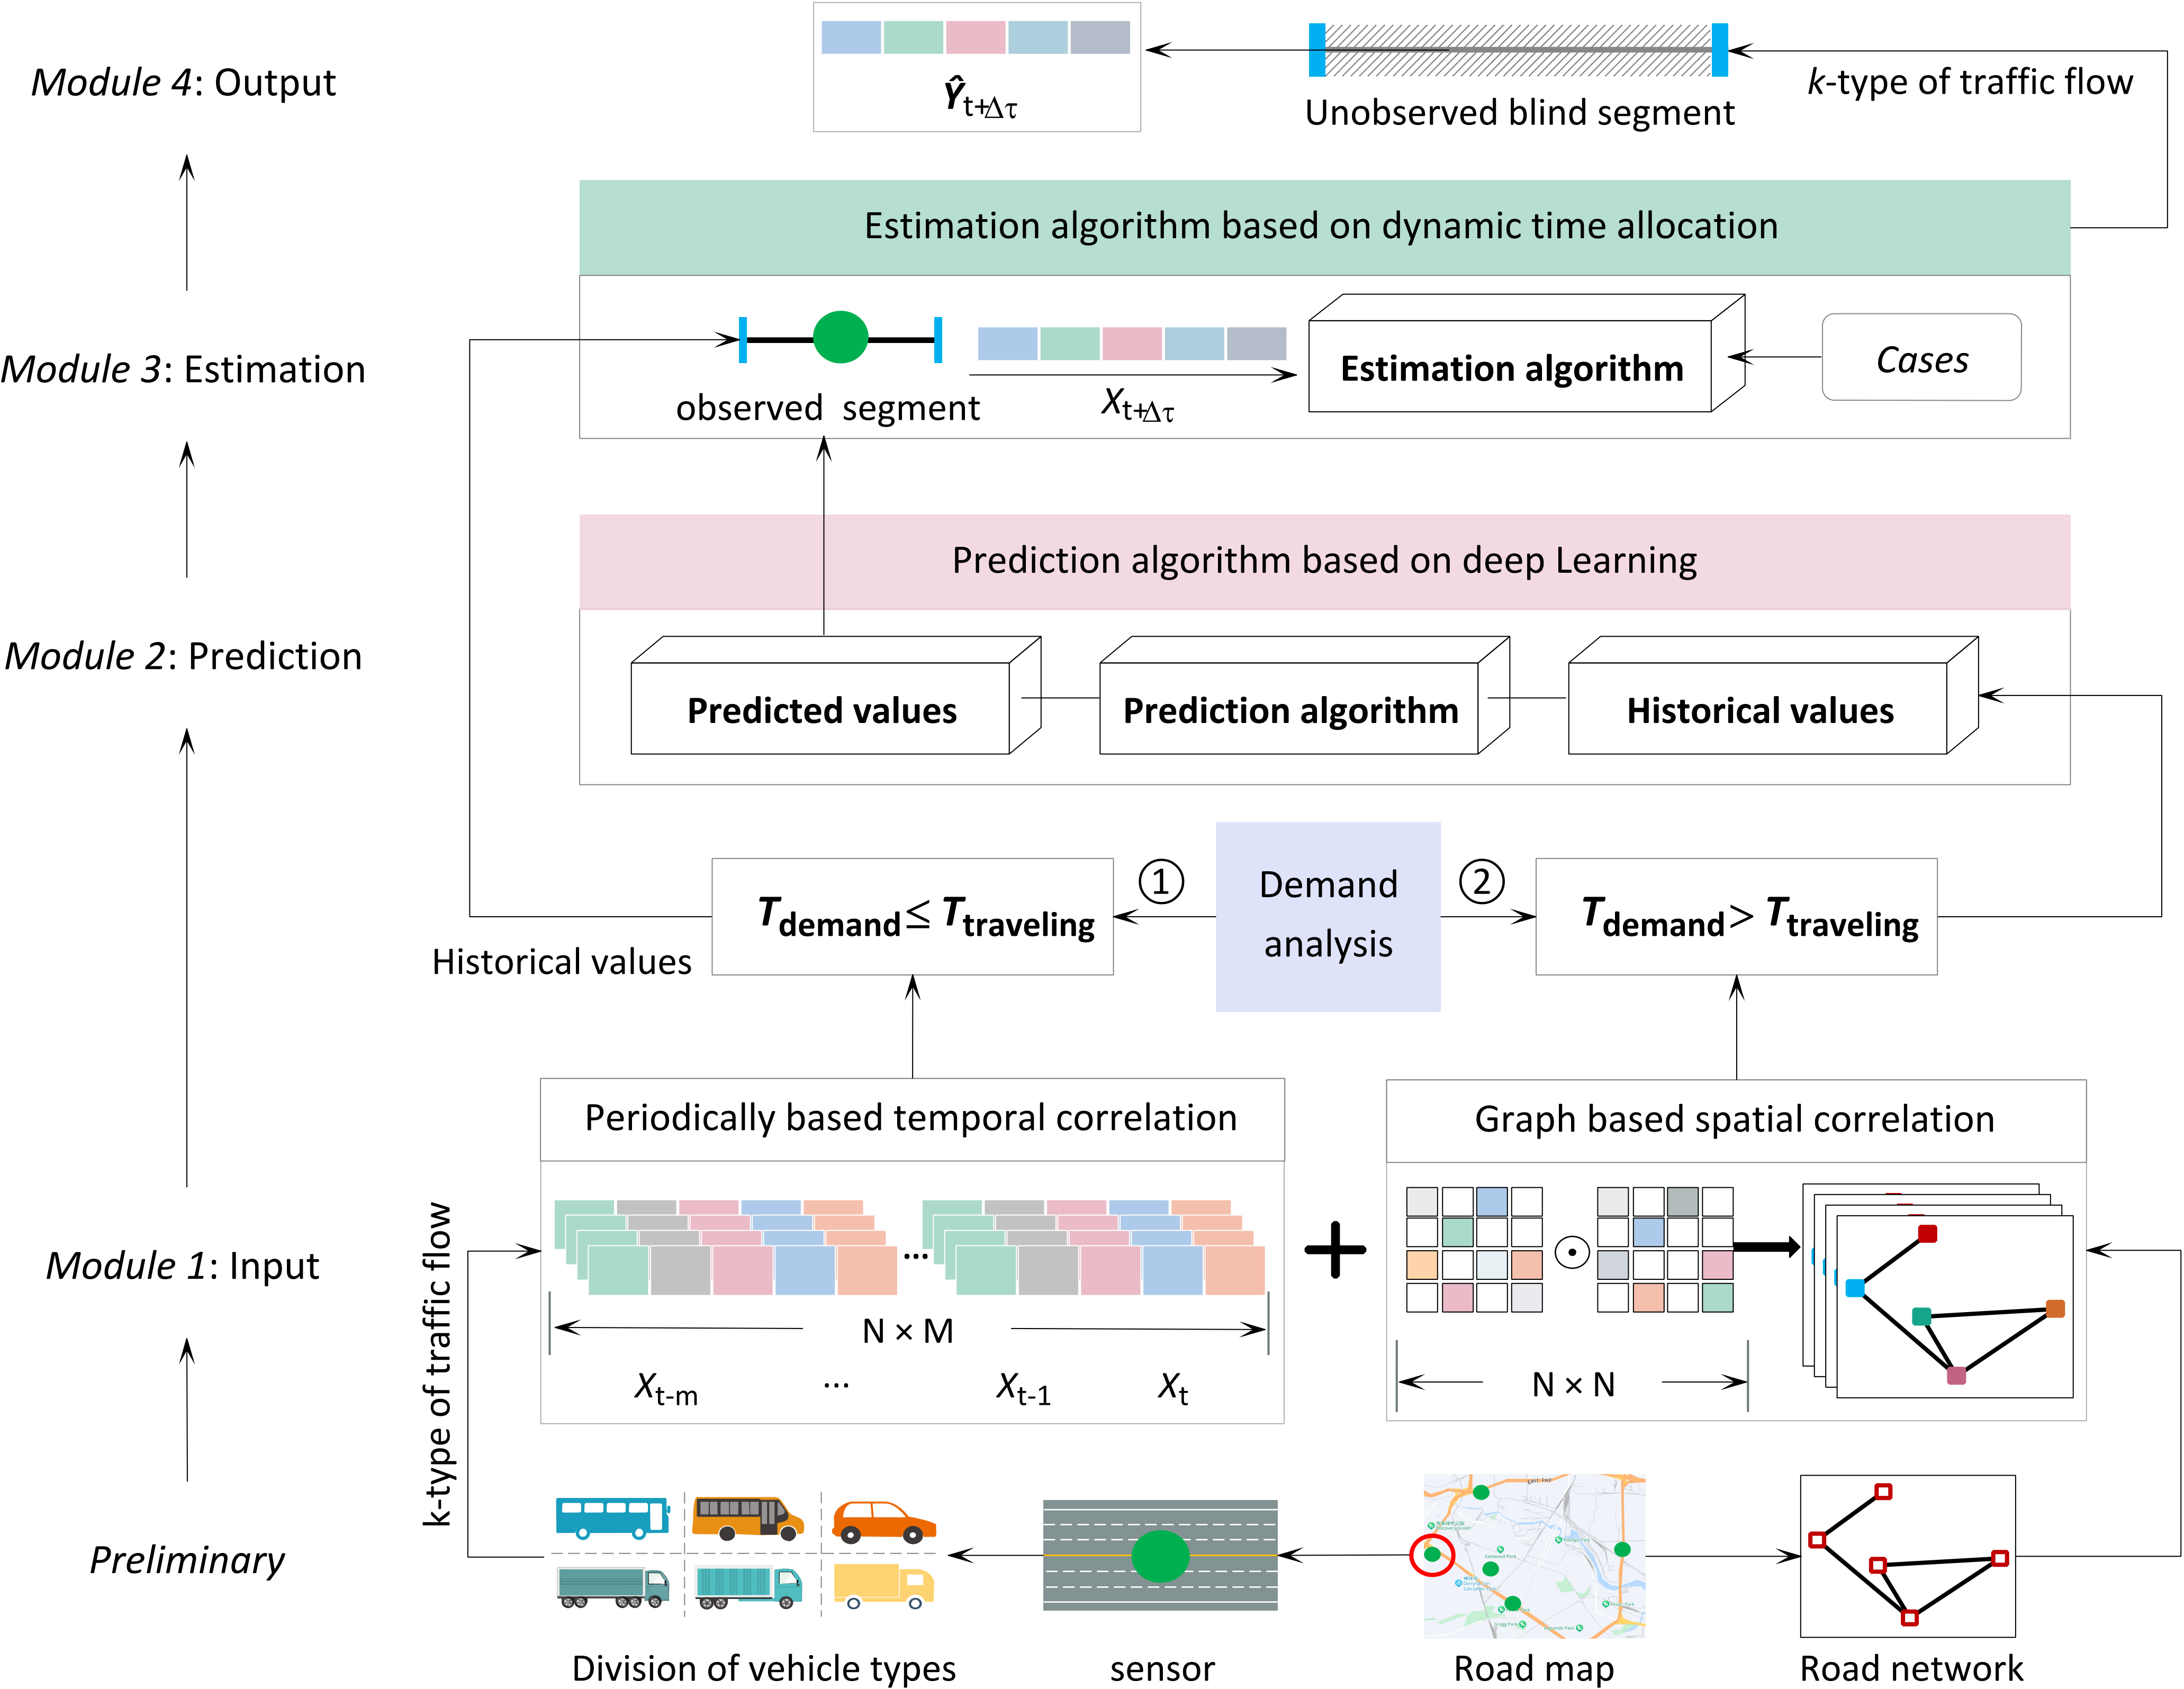 Module 4: Output
Ŷt+Δτ
Unobserved blind segment
k-type of traffic flow
Estimation algorithm based on dynamic time allocation
Module 3: Estimation
observed segment
Xt+Δτ
Estimation algorithm
Cases
Prediction algorithm based on deep Learning
Module 2: Prediction
Predicted values
Prediction algorithm
Historical values
Tdemand ≤ Ttraveling
①
Demand
analysis
②
Tdemand > Ttraveling
Historical values
Periodically based temporal correlation
Graph based spatial correlation
Module 1: Input
k-type of traffic flow
...
N × M
Xt-m
...
Xt-1
Xt
N × N
Preliminary
Division of vehicle types
sensor
Road map
Road network